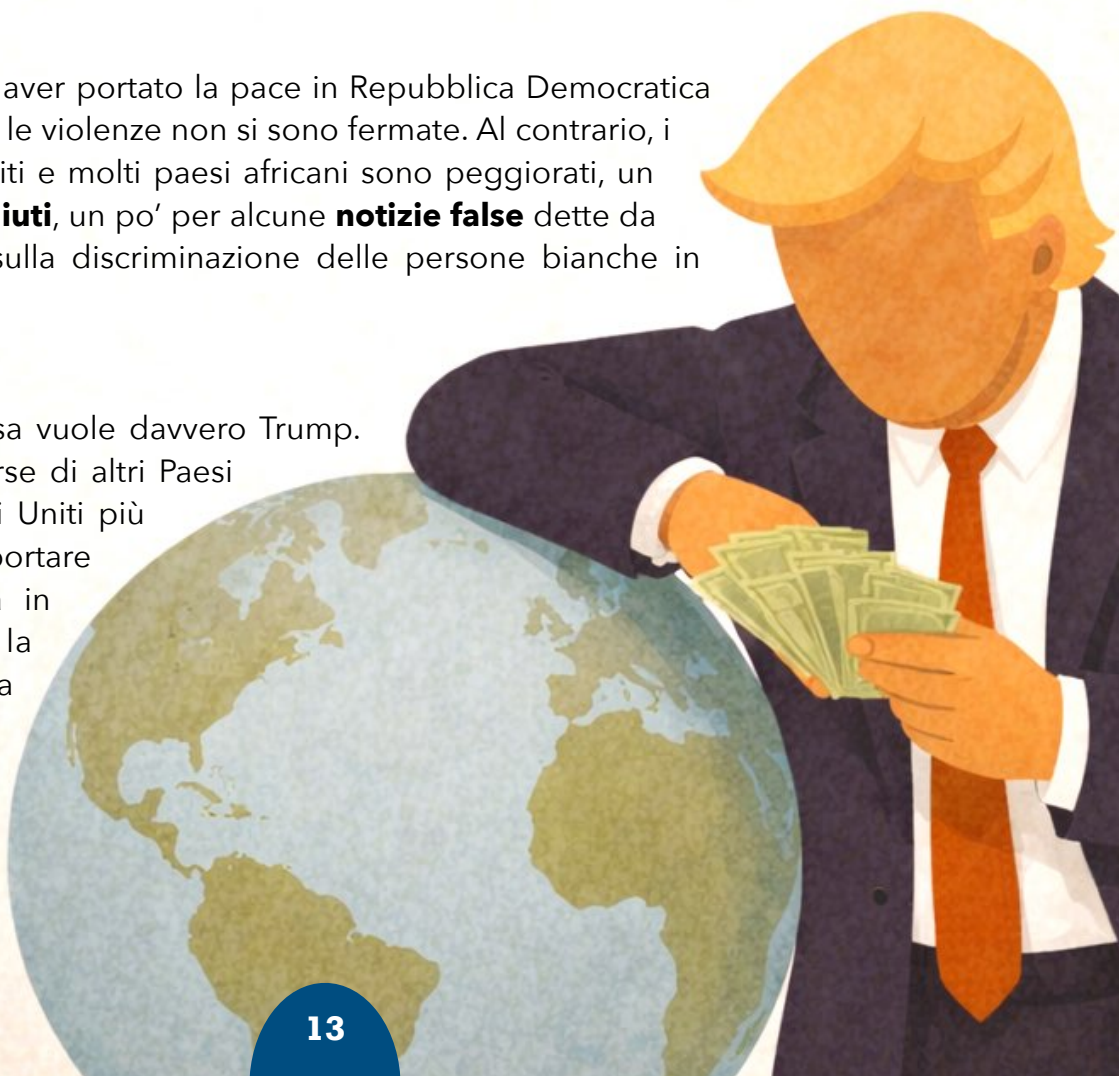 aver portato la pace in Repubblica Democratica
le violenze non si sono fermate. Al contrario, i
iti e molti paesi africani sono peggiorati, un
iuti, un po’ per alcune notizie false dette da
sulla discriminazione delle persone bianche in
sa vuole davvero Trump.
rse di altri Paesi
i Uniti più
portare
in
la
a
13